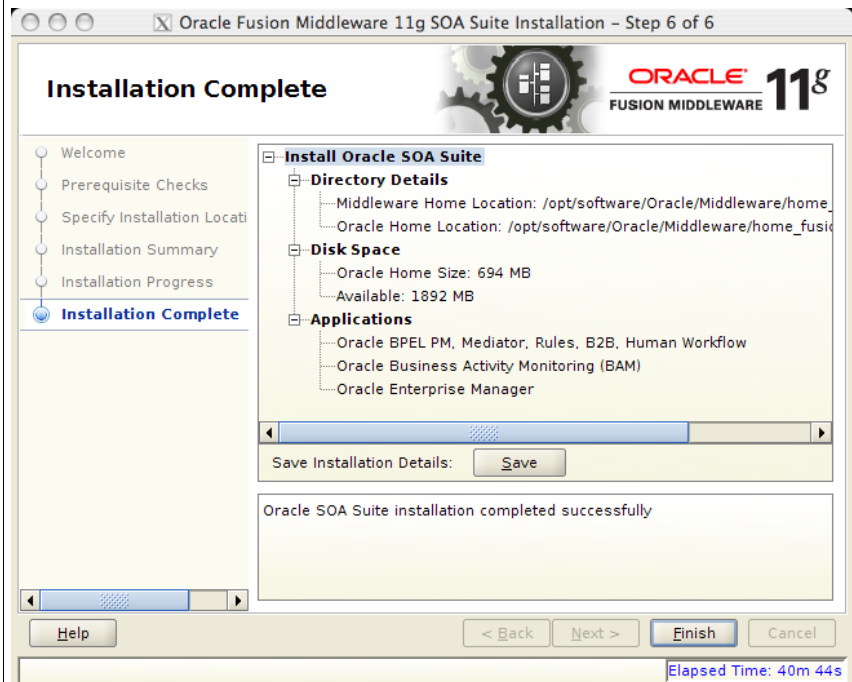 Oracle Fusion Middleware 11g SOA Suite Installation – Step 6 of 6
Installation Complete
ORACLE
FUSION MIDDLEWARE
11g
Welcome
Prerequisite Checks
Specify Installation Locati
Installation Summary
Installation Progress
Installation Complete
Install Oracle SOA Suite
Directory Details
Middleware Home Location: /opt/software/Oracle/Middleware/home_
Oracle Home Location: /opt/software/Oracle/Middleware/home_fusio
Disk Space
Oracle Home Size: 694 MB
Available: 1892 MB
Applications
Oracle BPEL PM, Mediator, Rules, B2B, Human Workflow
Oracle Business Activity Monitoring (BAM)
Oracle Enterprise Manager
Save Installation Details: Save
Oracle SOA Suite installation completed successfully
Help < Back Next > Finish Cancel
Elapsed Time: 40m 44s